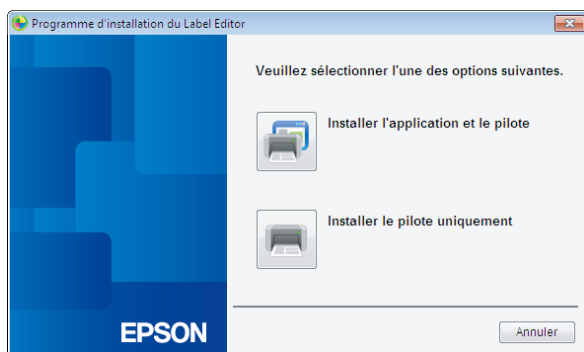 Programme d'installation du Label Editor
Veuillez sélectionner l'une des options suivantes.
Installer l'application et le pilote
Installer le pilote uniquement
EPSON
Annuler